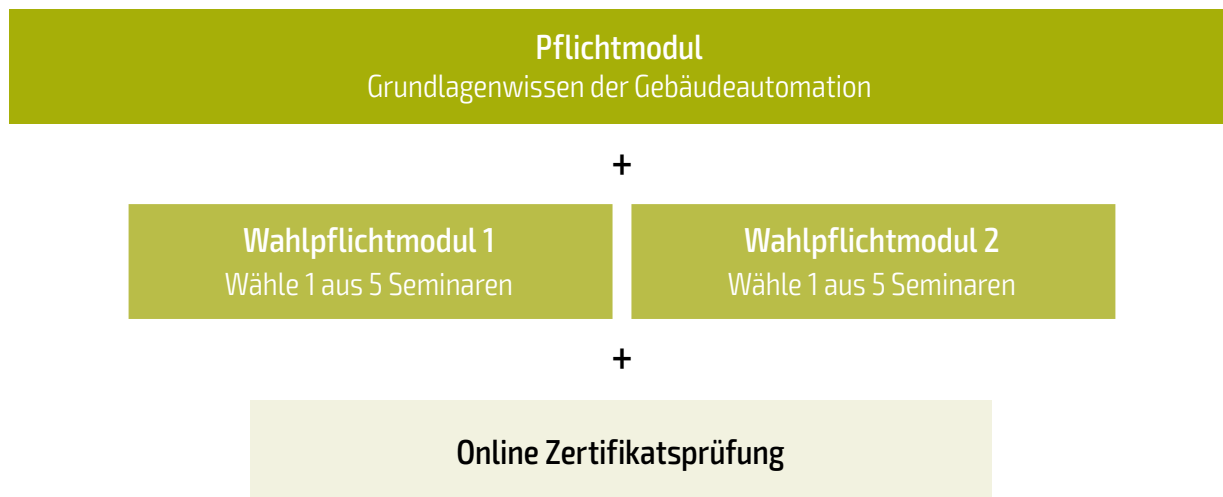 Pflichtmodul
Grundlagenwissen der Gebäudeautomation
+
Wahlpflichtmodul 1
Wähle 1 aus 5 Seminaren
Wahlpflichtmodul 2
Wähle 1 aus 5 Seminaren
+
Online Zertifikatsprüfung